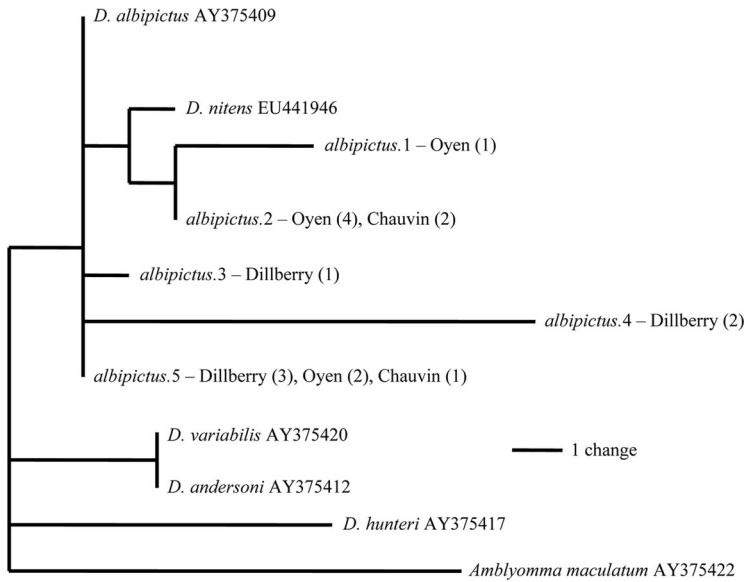 D. albipictus AY375409
D. nitens EU441946
albipictus.1 – Oyen (1)
albipictus.2 – Oyen (4), Chauvin (2)
albipictus.3 – Dillberry (1)
albipictus.4 – Dillberry (2)
albipictus.5 – Dillberry (3), Oyen (2), Chauvin (1)
D. variabilis AY375420
1 change
D. andersoni AY375412
D. hunteri AY375417
Amblyomma maculatum AY375422